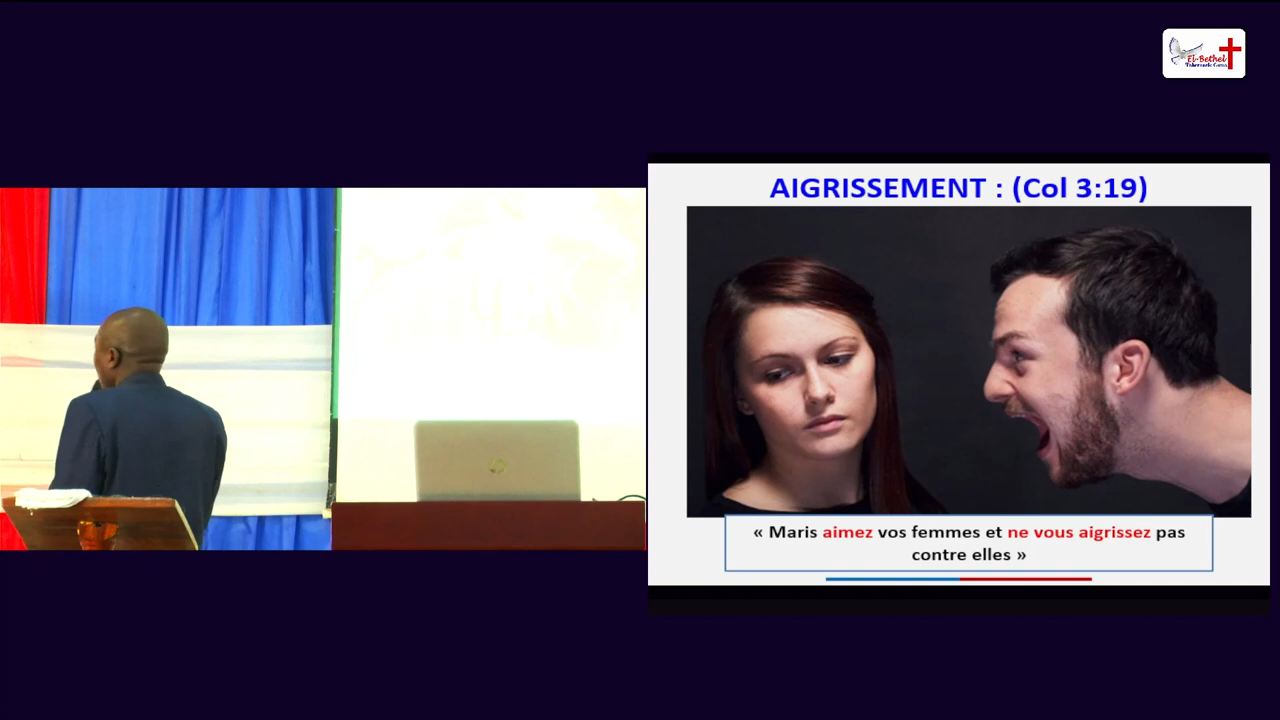 El-Bethel
AIGRISSEMENT : (Col 3:19)
« Maris aimez vos femmes et ne vous aigrissez pas
contre elles »